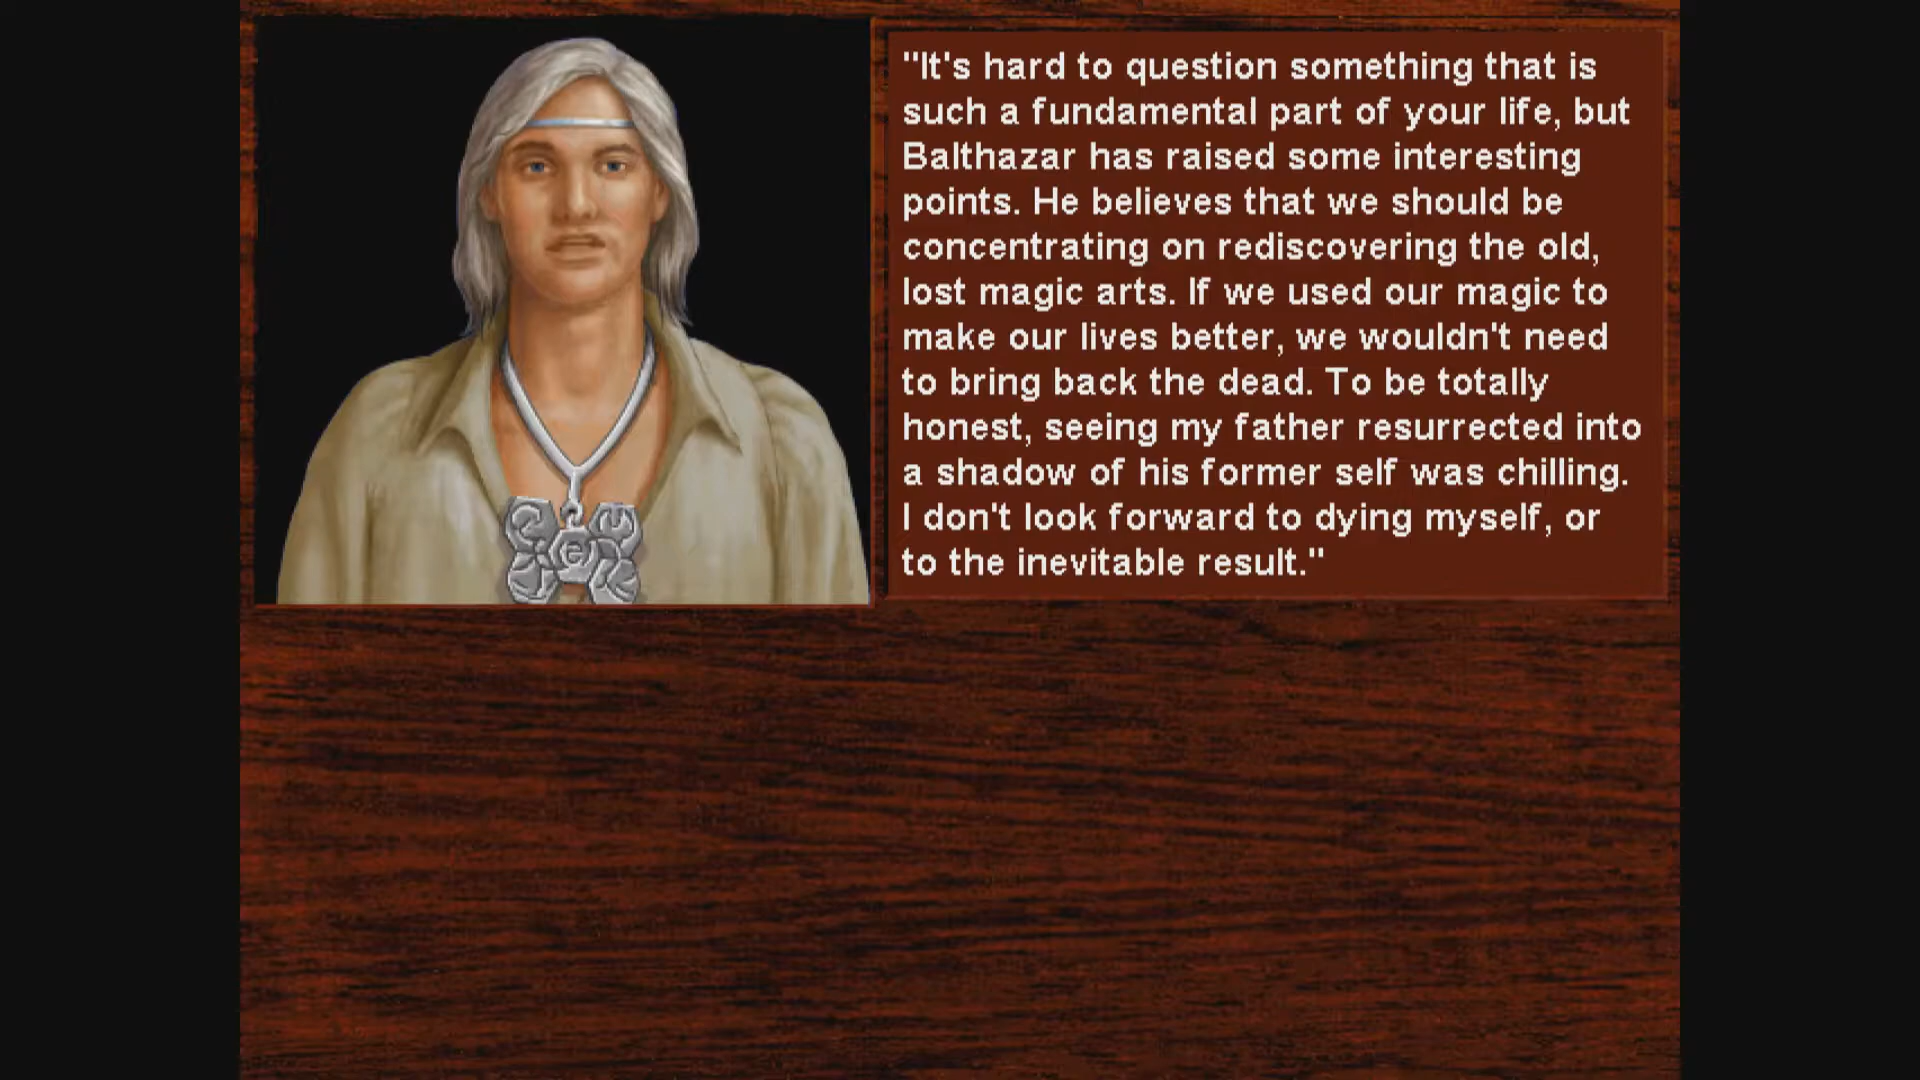 "It's hard to question something that is
such a fundamental part of your life, but
Balthazar has raised some interesting
points. He believes that we should be
concentrating on rediscovering the old,
lost magic arts. If we used our magic to
make our lives better, we wouldn't need
to bring back the dead. To be totally
honest, seeing my father resurrected into
a shadow of his former self was chilling.
I don't look forward to dying myself, or
to the inevitable result."